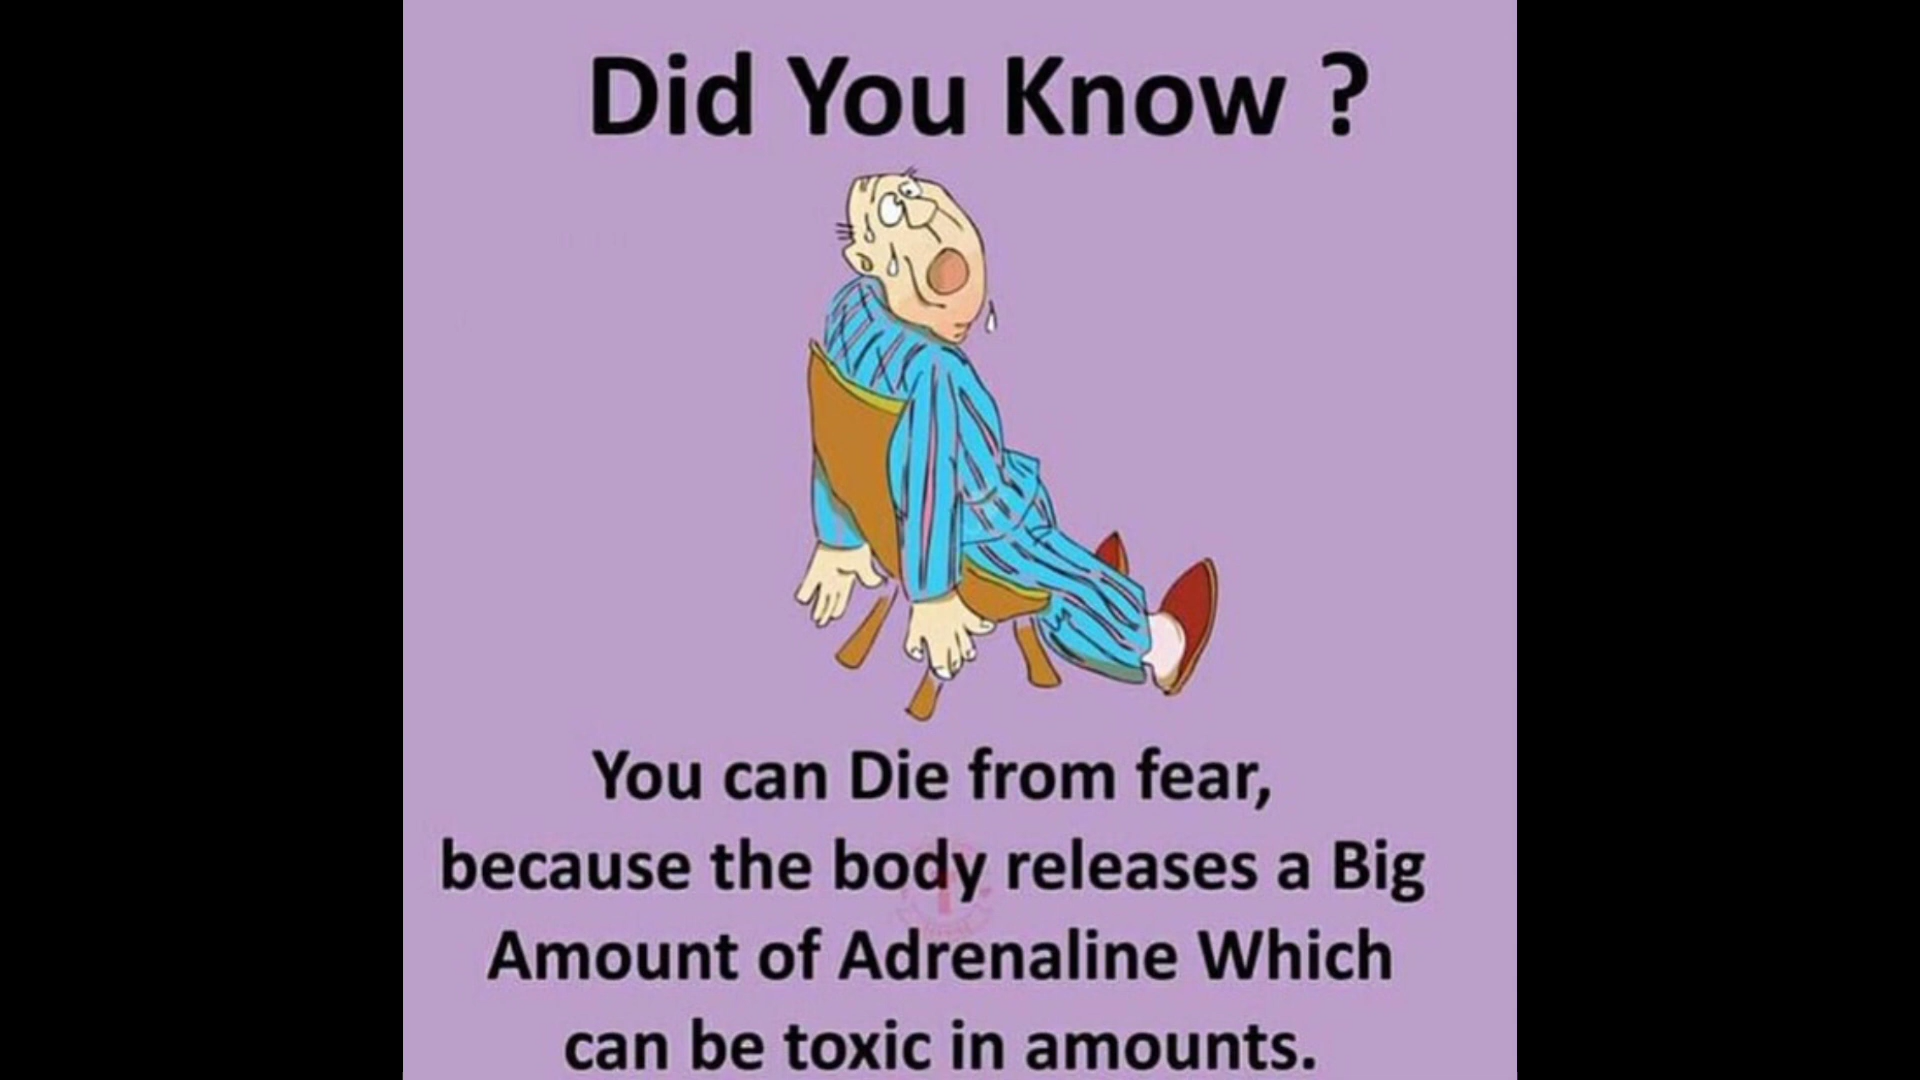 Did You Know ?
You can Die from fear,
because the body releases a Big
Amount of Adrenaline Which
can be toxic in amounts.